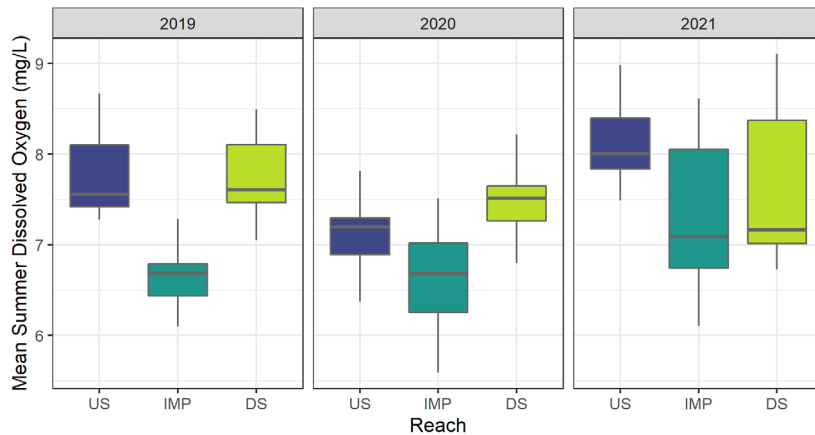 2019 2020 2021
Mean Summer Dissolved Oxygen (mg/L)
9
8
7
6
US IMP DS US IMP DS US IMP DS
Reach